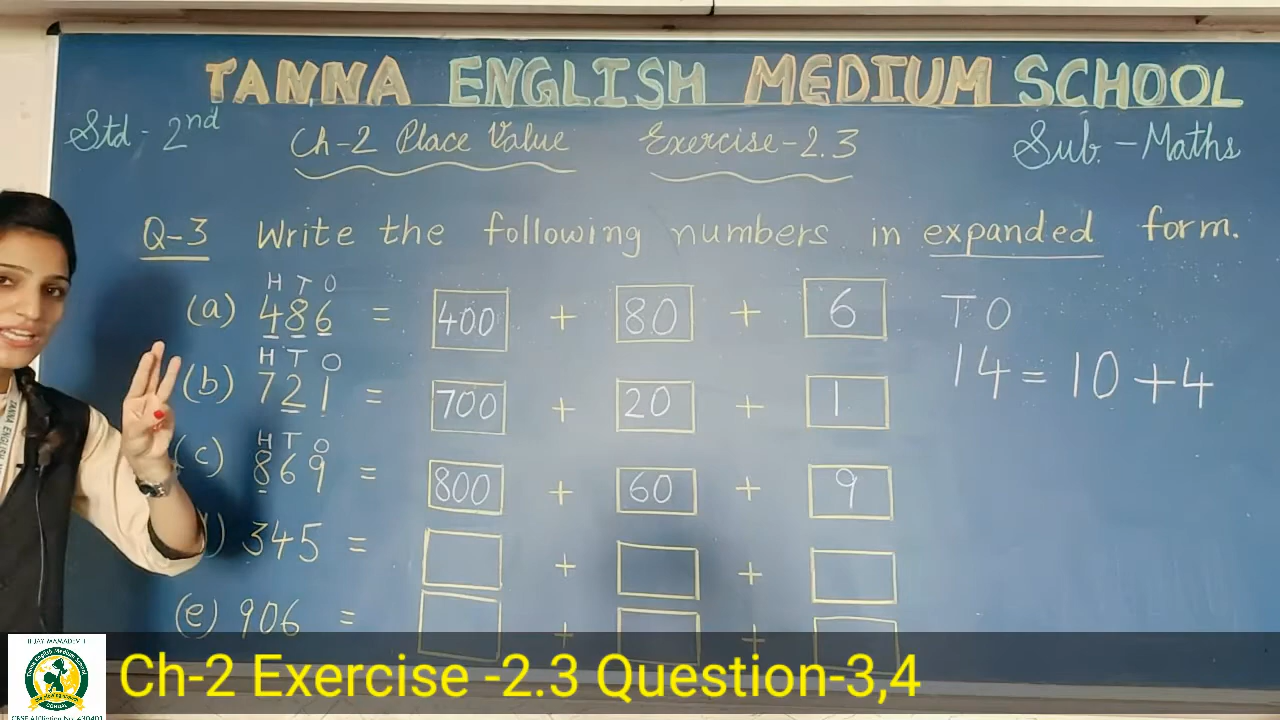 TANNA ENGLISH MEDIUM SCHOOL
Std - 2nd Ch-2 Place Value Exercise-2.3 Sub. - Maths
Q-3 Write the following numbers in expanded form.
H T O
(a) 486 = 400 + 80 + 6
T O
14 = 10 + 4
H T O
(b) 721 = 700 + 20 + 1
H T O
(c) 869 = 800 + 60 + 9
) 345 = + +
(e) 906 = + +
TANNA ENGLISH
Ch-2 Exercise -2.3 Question-3,4